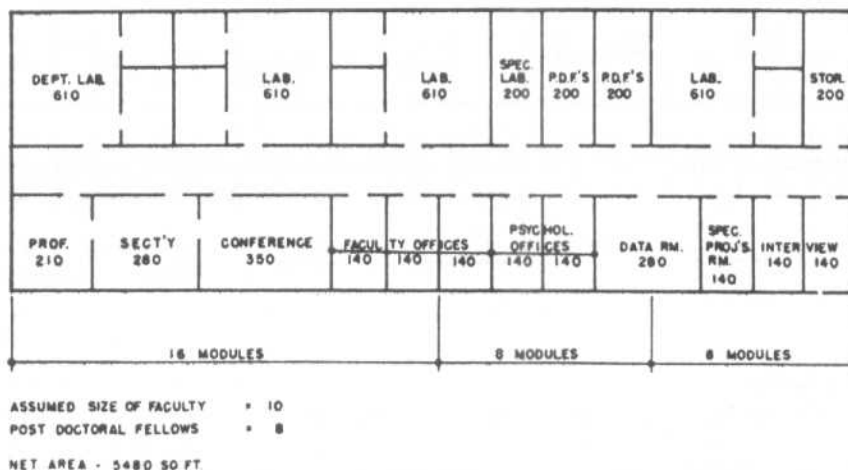 DEPT. LAB.
610
LAB.
610
LAB.
610
SPEC.
LAB.
200
P.D.F'S
200
P.D.F'S
200
LAB.
610
STOR.
200
PROF.
210
SECT'Y
280
CONFERENCE
350
FACULTY OFFICES
140 140 140
PSYCHOL.
OFFICES
140 140
DATA RM.
280
SPEC.
PROJ'S.
RM.
140
INTERVIEW
140 140
16 MODULES
8 MODULES
8 MODULES
ASSUMED SIZE OF FACULTY = 10
POST DOCTORAL FELLOWS = 8
NET AREA - 5480 SQ FT.